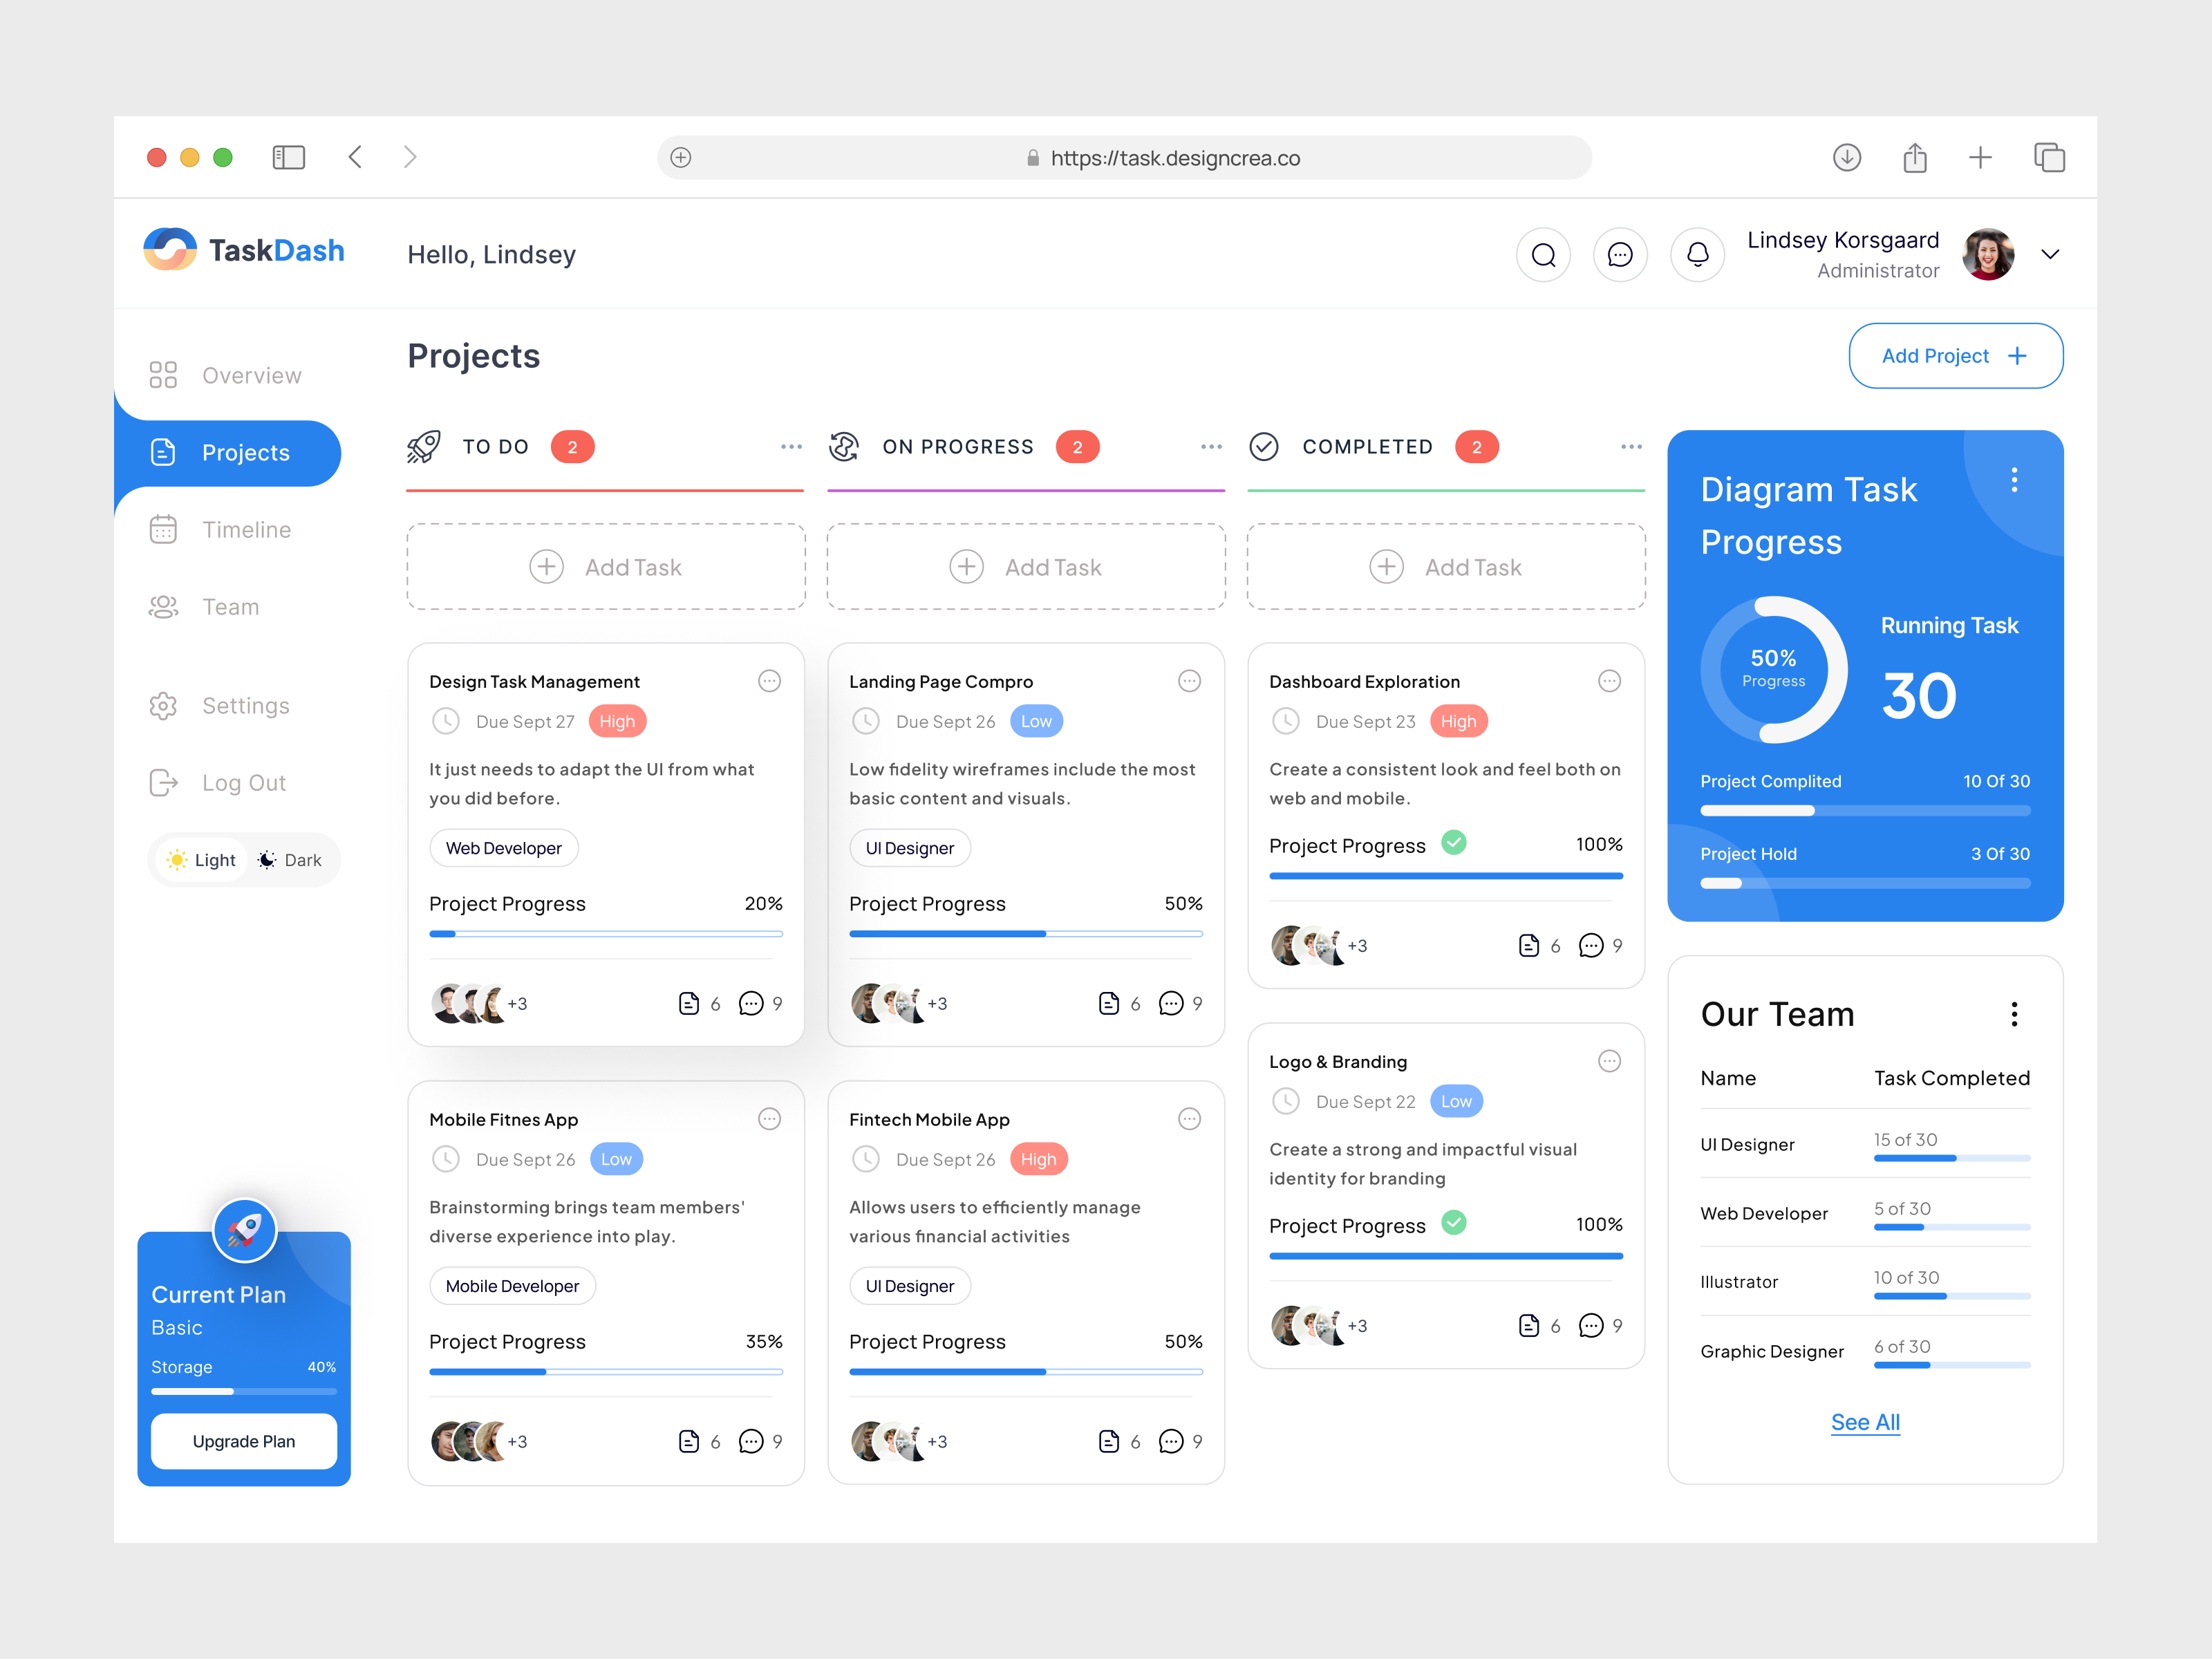 https://task.designcrea.co
TaskDash
Hello, Lindsey
Lindsey Korsgaard
Administrator
Overview
Projects
Timeline
Team
Settings
Log Out
Light
Dark
Current Plan
Basic
Storage
40%
Upgrade Plan
Projects
Add Project
TO DO
2
Add Task
Design Task Management
Due Sept 27
High
It just needs to adapt the UI from what
you did before.
Web Developer
Project Progress
20%
+3
6
9
Mobile Fitnes App
Due Sept 26
Low
Brainstorming brings team members'
diverse experience into play.
Mobile Developer
Project Progress
35%
+3
6
9
ON PROGRESS
2
Add Task
Landing Page Compro
Due Sept 26
Low
Low fidelity wireframes include the most
basic content and visuals.
UI Designer
Project Progress
50%
+3
6
9
Fintech Mobile App
Due Sept 26
High
Allows users to efficiently manage
various financial activities
UI Designer
Project Progress
50%
+3
6
9
COMPLETED
2
Add Task
Dashboard Exploration
Due Sept 23
High
Create a consistent look and feel both on
web and mobile.
Project Progress
100%
+3
6
9
Logo & Branding
Due Sept 22
Low
Create a strong and impactful visual
identity for branding
Project Progress
100%
+3
6
9
Diagram Task
Progress
50%
Progress
Running Task
30
Project Complited
10 Of 30
Project Hold
3 Of 30
Our Team
Name
Task Completed
UI Designer
15 of 30
Web Developer
5 of 30
Illustrator
10 of 30
Graphic Designer
6 of 30
See All